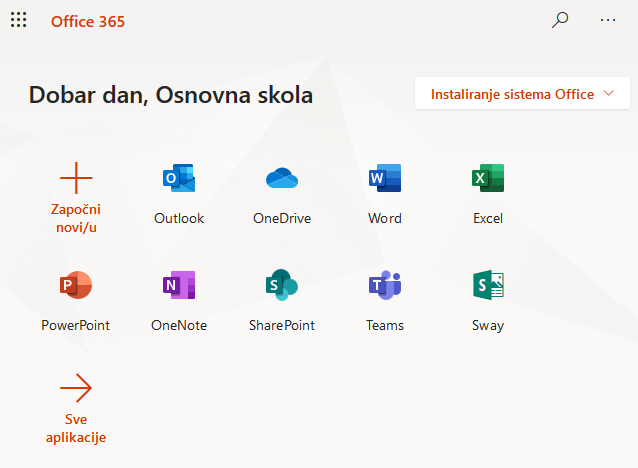 Office 365
Dobar dan, Osnovna skola
Instaliranje sistema Office
Započni
novi/u
Outlook
OneDrive
Word
Excel
PowerPoint
OneNote
SharePoint
Teams
Sway
Sve
aplikacije